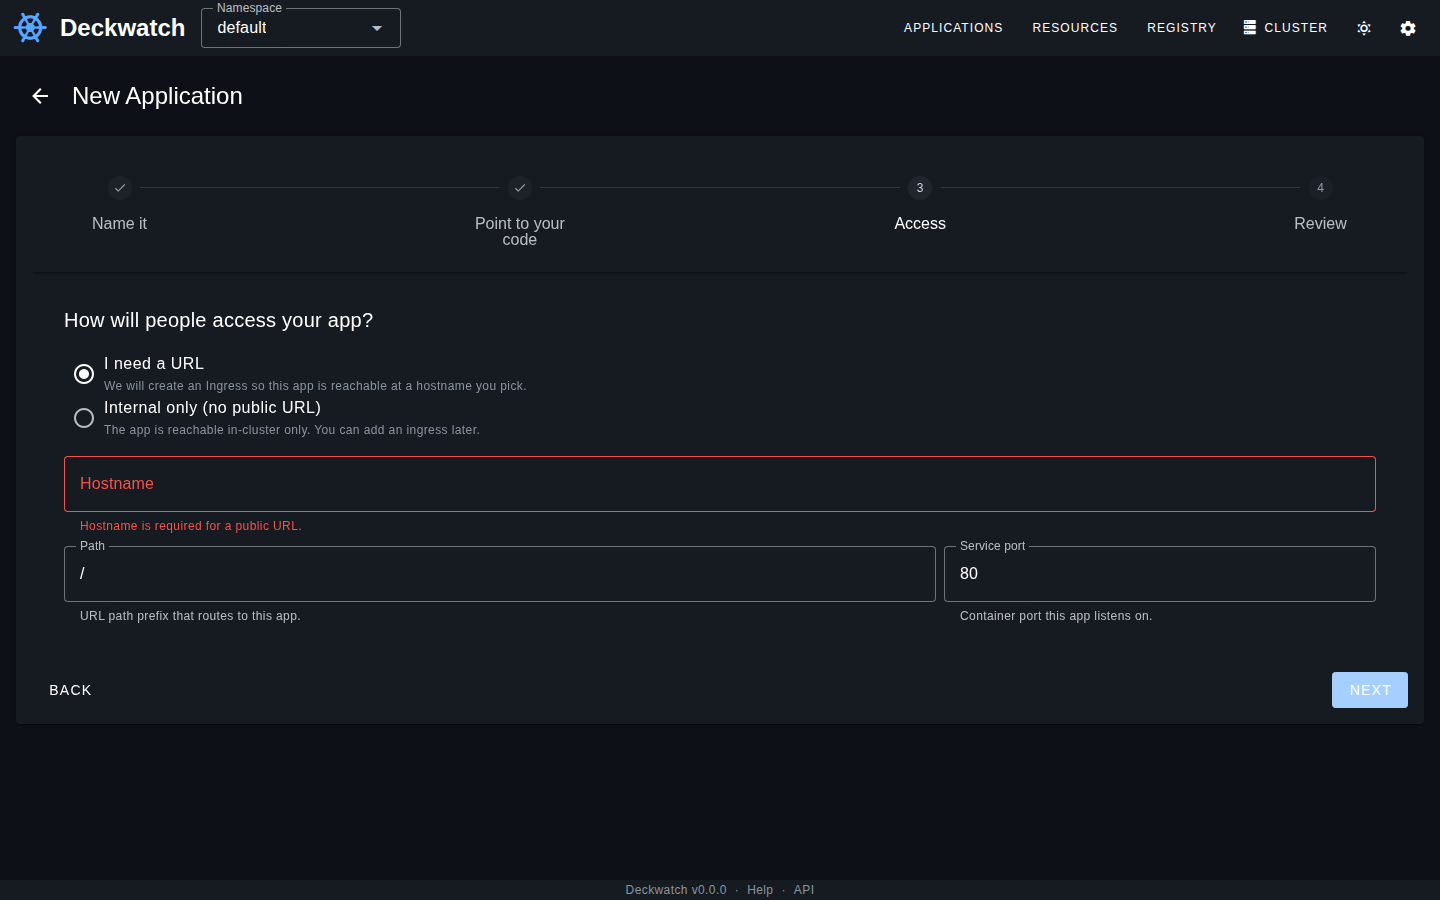 Deckwatch
Namespace
default
APPLICATIONS
RESOURCES
REGISTRY
CLUSTER
New Application
Name it
Point to your
code
3
Access
4
Review
How will people access your app?
I need a URL
We will create an Ingress so this app is reachable at a hostname you pick.
Internal only (no public URL)
The app is reachable in-cluster only. You can add an ingress later.
Hostname
Hostname is required for a public URL.
Path
/
URL path prefix that routes to this app.
Service port
80
Container port this app listens on.
BACK
NEXT
Deckwatch v0.0.0 · Help · API